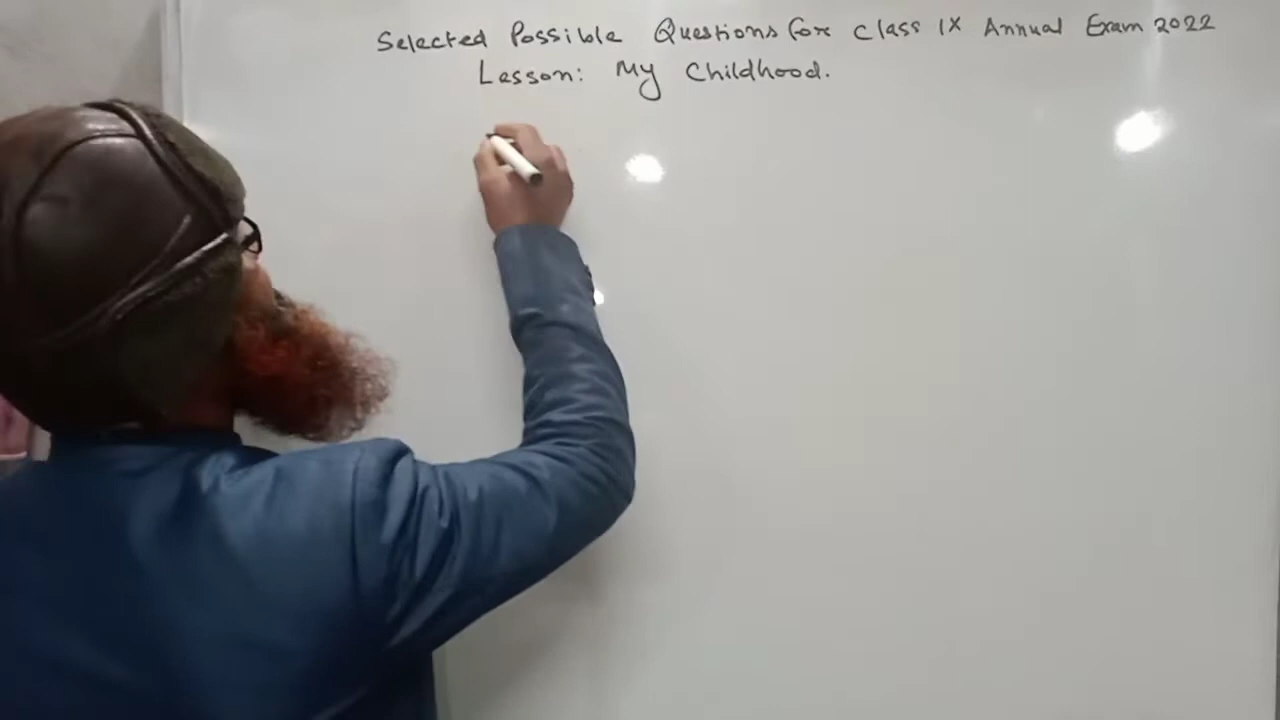 Selected Possible Questions for Class IX Annual Exam 2022
Lesson: My Childhood.